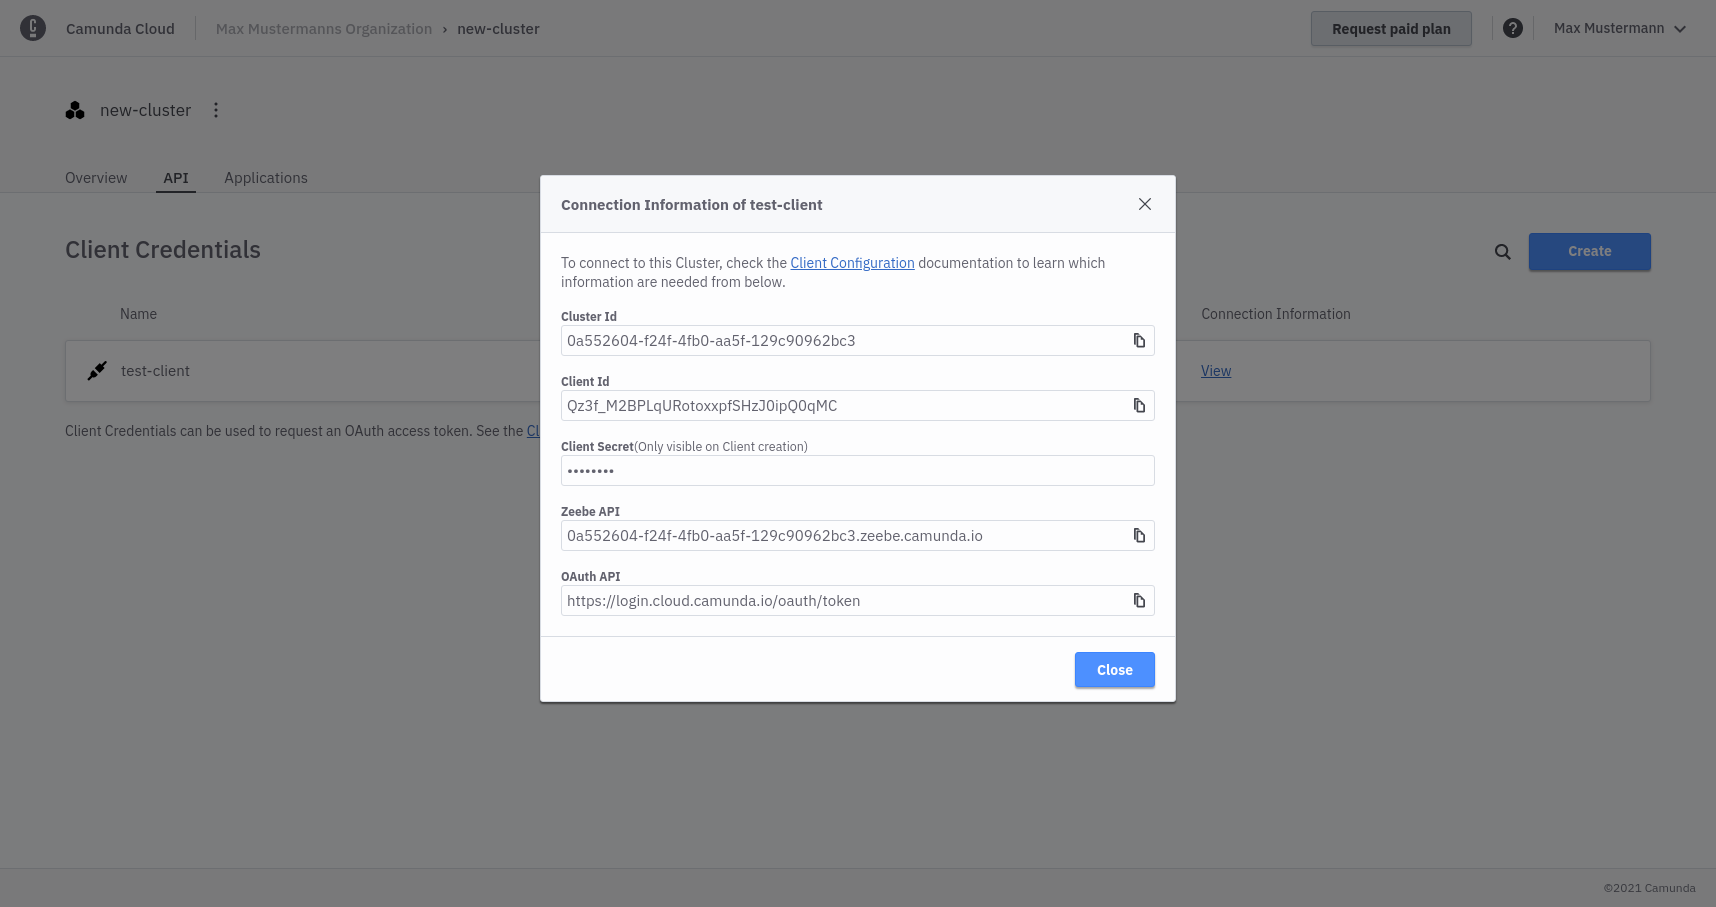 Camunda Cloud
Max Mustermanns Organization › new-cluster
Request paid plan
?
Max Mustermann
new-cluster
Overview API Applications
Client Credentials
Create
Name
Connection Information
test-client
View
Client Credentials can be used to request an OAuth access token. See the Cl
Connection Information of test-client
To connect to this Cluster, check the Client Configuration documentation to learn which
information are needed from below.
Cluster Id
0a552604-f24f-4fb0-aa5f-129c90962bc3
Client Id
Qz3f_M2BPLqURotoxxpfSHzJ0ipQ0qMC
Client Secret(Only visible on Client creation)
••••••••
Zeebe API
0a552604-f24f-4fb0-aa5f-129c90962bc3.zeebe.camunda.io
OAuth API
https://login.cloud.camunda.io/oauth/token
Close
©2021 Camunda